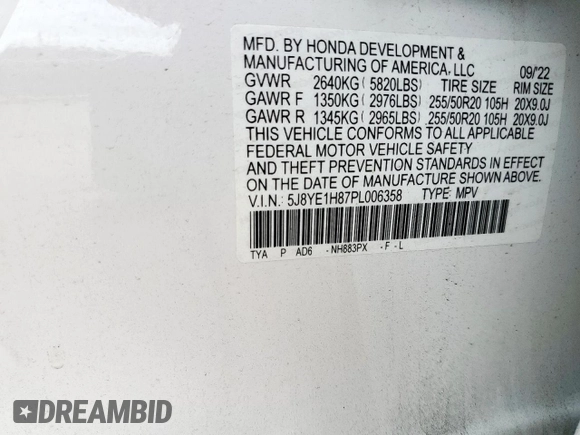 MFD. BY HONDA DEVELOPMENT &
MANUFACTURING OF AMERICA, LLC 09/'22
GVWR 2640KG ( 5820LBS) TIRE SIZE RIM SIZE
GAWR F 1350KG ( 2976LBS) 255/50R20 105H 20X9.0J
GAWR R 1345KG ( 2965LBS) 255/50R20 105H 20X9.0J
THIS VEHICLE CONFORMS TO ALL APPLICABLE
FEDERAL MOTOR VEHICLE SAFETY
AND THEFT PREVENTION STANDARDS IN EFFECT
ON THE DATE OF MANUFACTURE SHOWN ABOVE.
V.I.N: 5J8YE1H87PL006358 TYPE: MPV
TYA P AD6 -NH883PX -F-L
DREAMBID